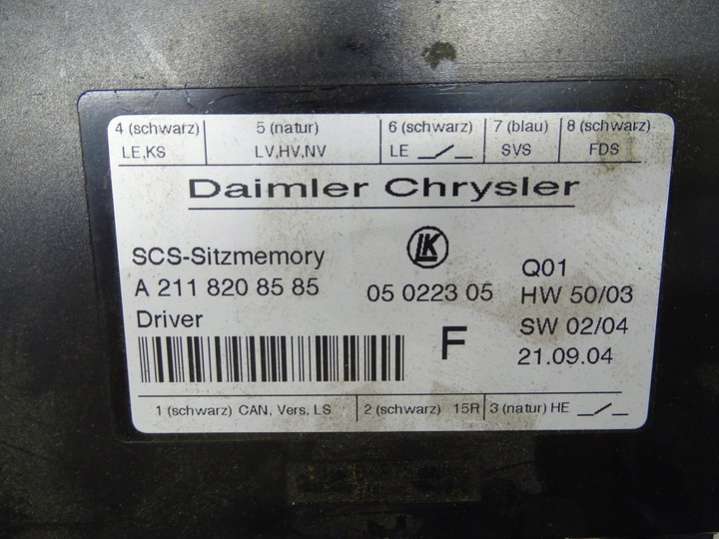 4 (schwarz) 5 (natur) 6 (schwarz) 7 (blau) 8 (schwarz)
LE,KS LV,HV,NV LE SVS FDS
Daimler Chrysler
SCS-Sitzmemory LK Q01
A 211 820 85 85 05 0223 05 HW 50/03
Driver F SW 02/04
21.09.04
1 (schwarz) CAN, Vers, LS 2 (schwarz) 15R 3 (natur) HE